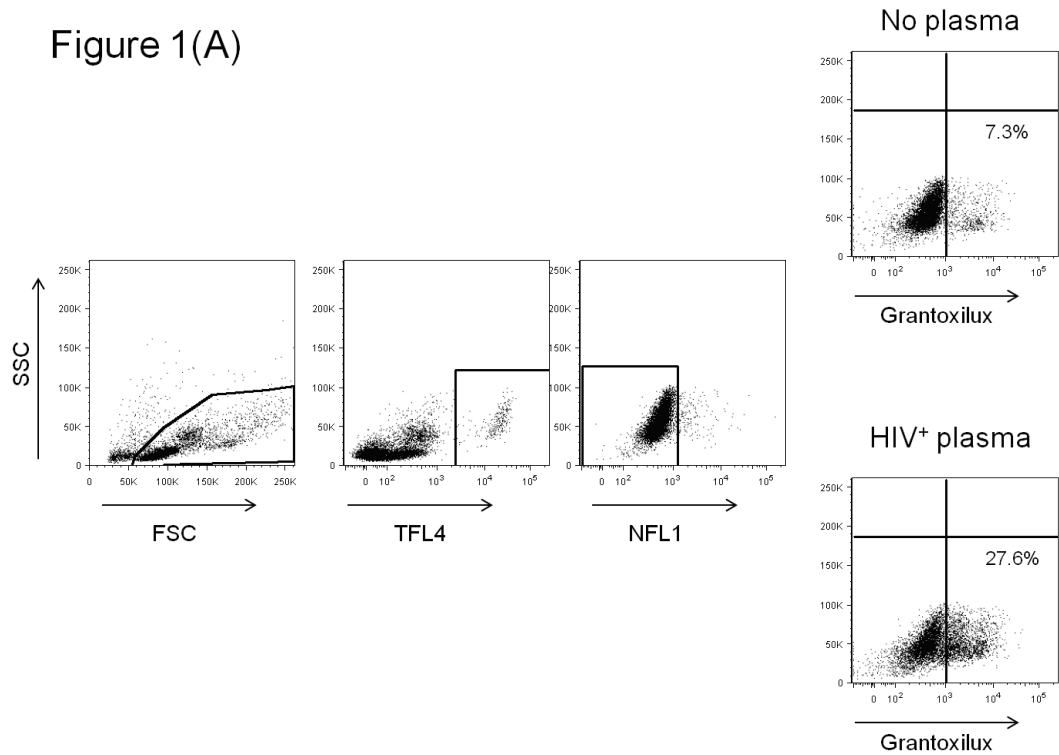 Figure 1(A)
No plasma
250K
200K
150K
100K
50K
0
7.3%
0 10² 10³ 10⁴ 10⁵
Grantoxilux
SSC
250K
200K
150K
100K
50K
0
0 50K 100K 150K 200K 250K
FSC
250K
200K
150K
100K
50K
0
0 10² 10³ 10⁴ 10⁵
TFL4
250K
200K
150K
100K
50K
0
0 10² 10³ 10⁴ 10⁵
NFL1
HIV⁺ plasma
250K
200K
150K
100K
50K
0
27.6%
0 10² 10³ 10⁴ 10⁵
Grantoxilux